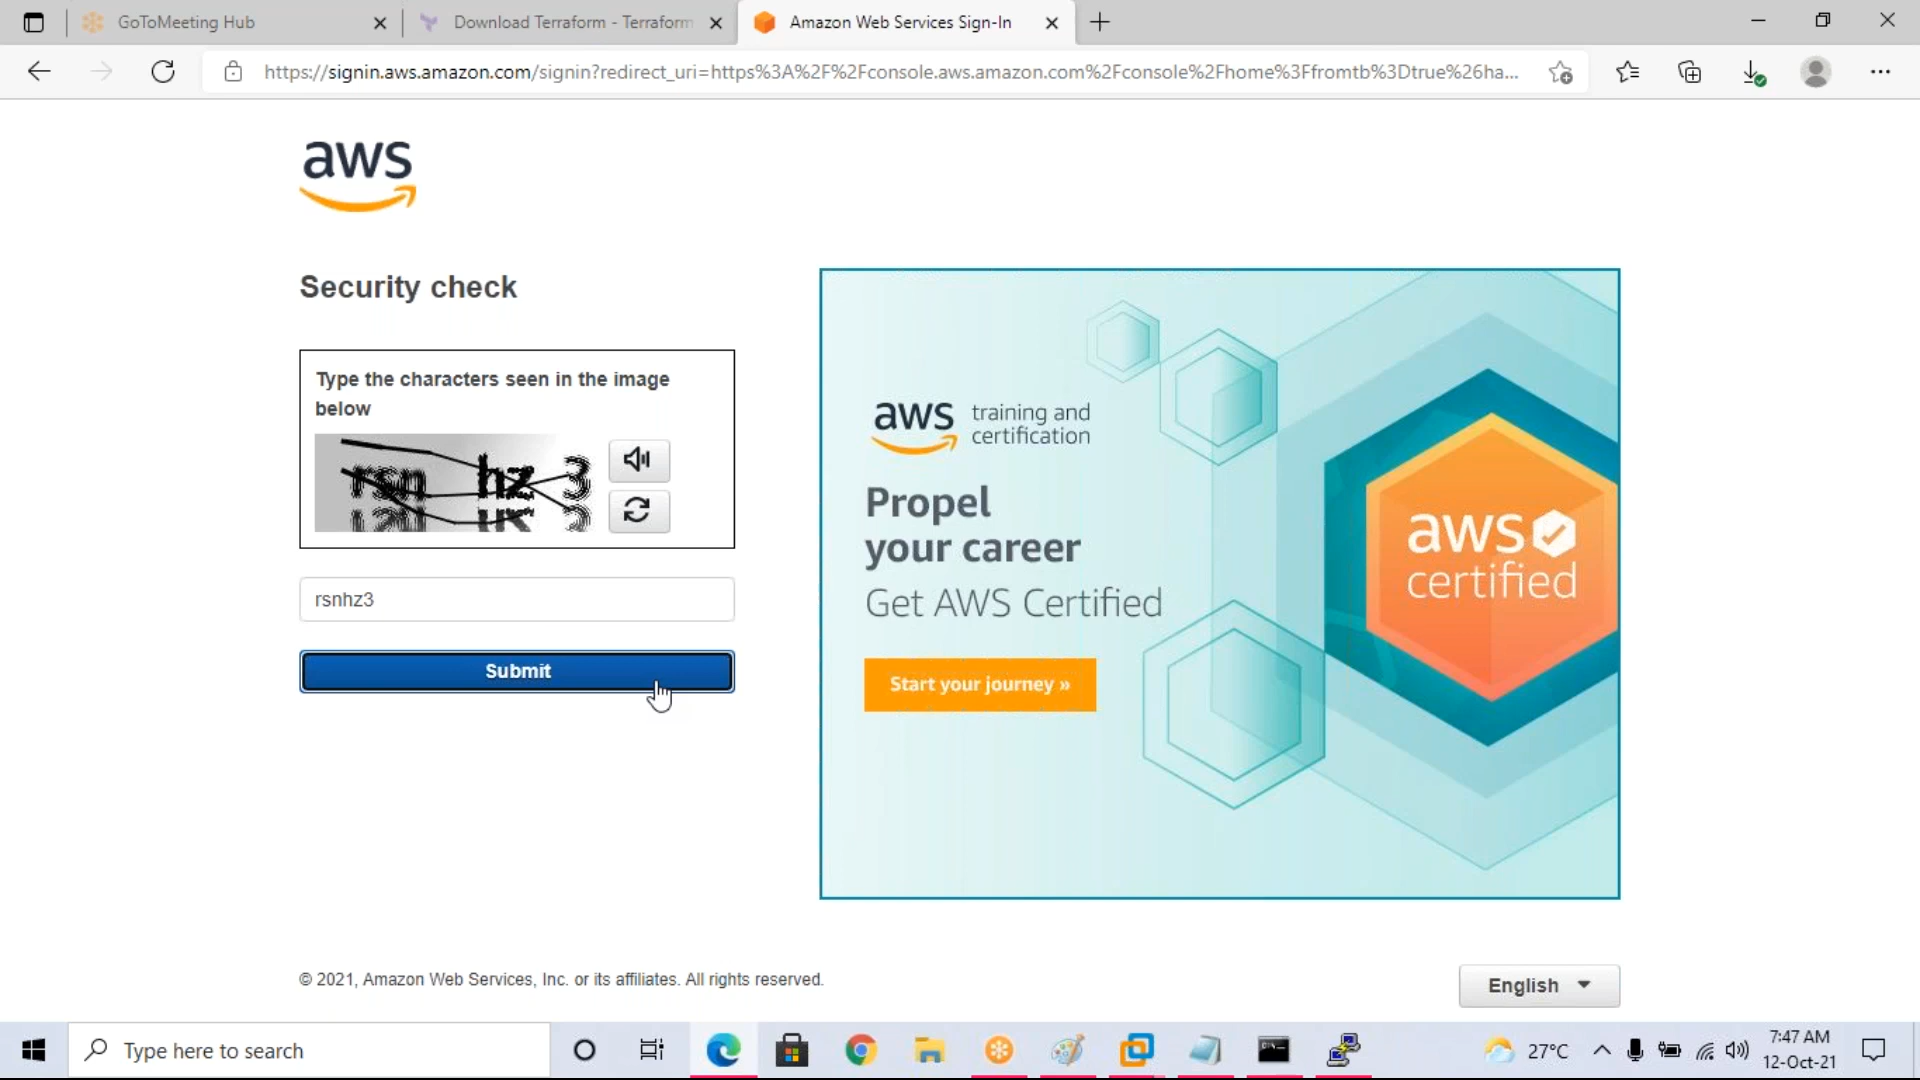 GoToMeeting Hub
Download Terraform - Terraform
Amazon Web Services Sign-In
https://signin.aws.amazon.com/signin?redirect_uri=https%3A%2F%2Fconsole.aws.amazon.com%2Fconsole%2Fhome%3Ffromtb%3Dtrue%26ha...
aws
Security check
Type the characters seen in the image
below
rsn hz 3
rsnhz3
Submit
aws training and
certification
Propel
your career
Get AWS Certified
Start your journey »
aws
certified
© 2021, Amazon Web Services, Inc. or its affiliates. All rights reserved.
English
Type here to search
27°C
7:47 AM
12-Oct-21